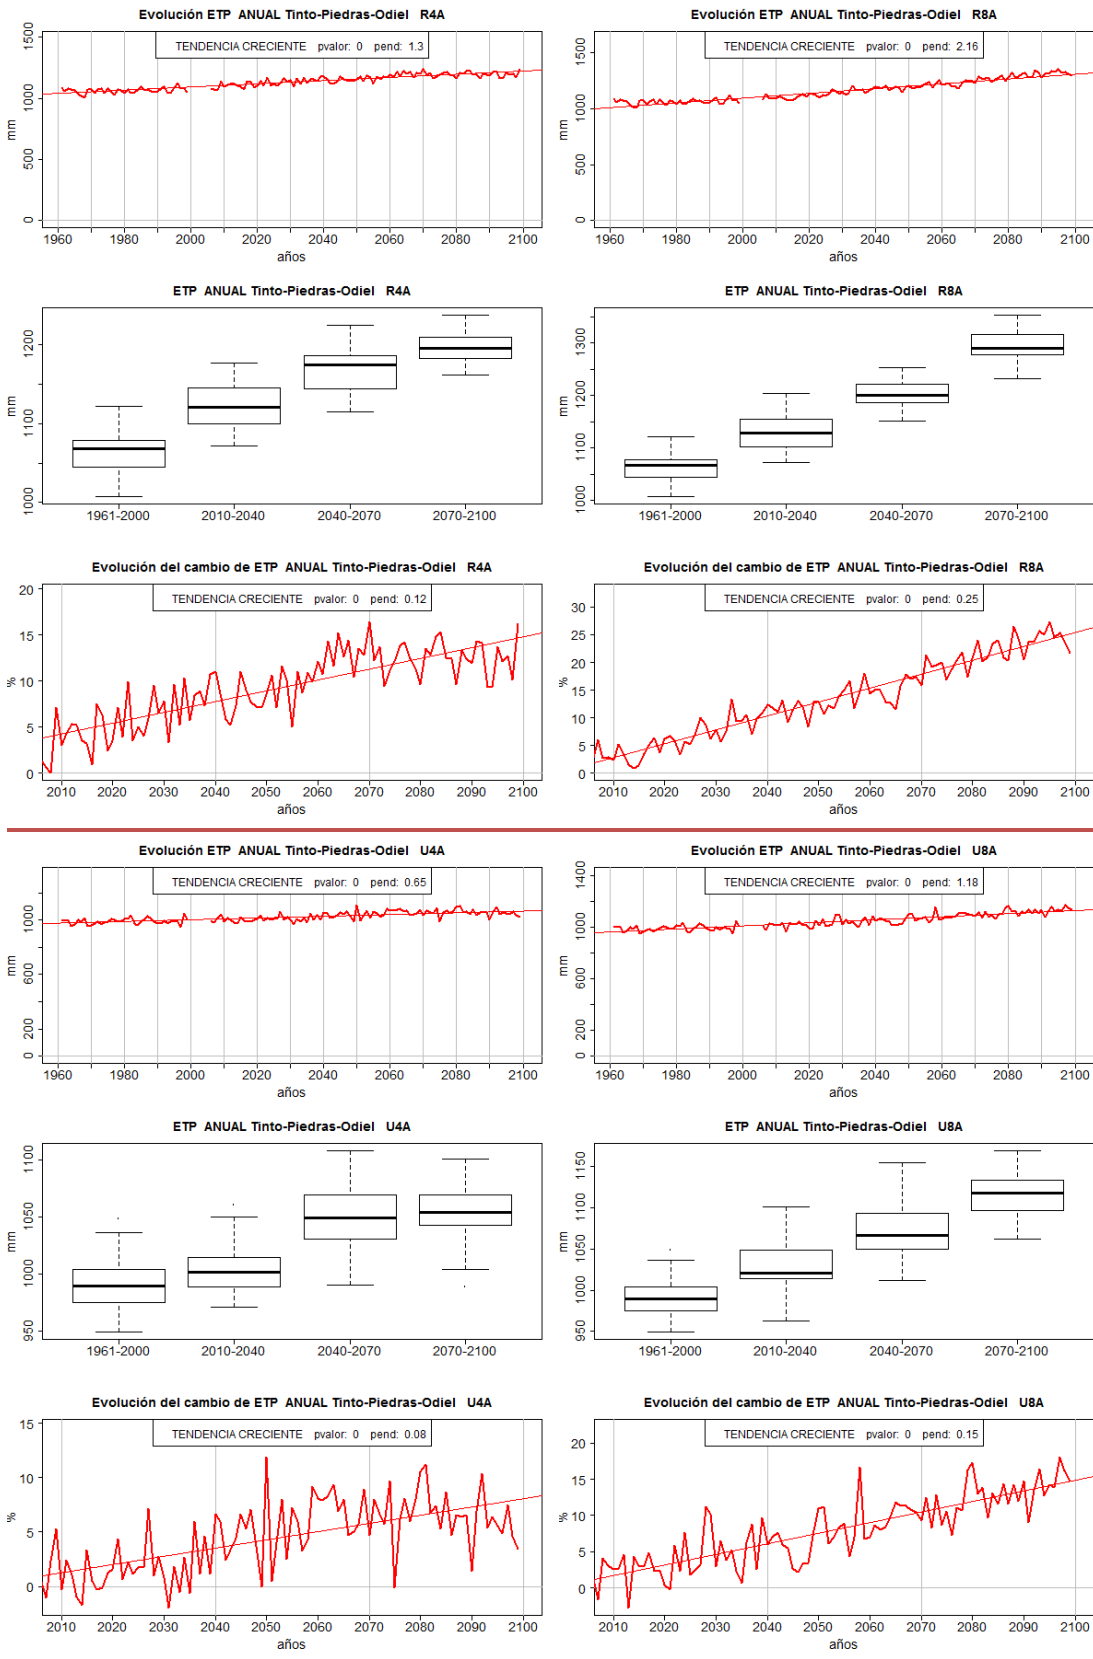 Evolución ETP ANUAL Tinto-Piedras-Odiel R4A
TENDENCIA CRECIENTE pvalor: 0 pend: 1.3
mm
0 500 1000 1500
1960 1980 2000 2020 2040 2060 2080 2100
años
Evolución ETP ANUAL Tinto-Piedras-Odiel R8A
TENDENCIA CRECIENTE pvalor: 0 pend: 2.16
mm
0 500 1000 1500
1960 1980 2000 2020 2040 2060 2080 2100
años
ETP ANUAL Tinto-Piedras-Odiel R4A
mm
1000 1100 1200
1961-2000 2010-2040 2040-2070 2070-2100
ETP ANUAL Tinto-Piedras-Odiel R8A
mm
1000 1100 1200 1300
1961-2000 2010-2040 2040-2070 2070-2100
Evolución del cambio de ETP ANUAL Tinto-Piedras-Odiel R4A
TENDENCIA CRECIENTE pvalor: 0 pend: 0.12
%
0 5 10 15 20
2010 2020 2030 2040 2050 2060 2070 2080 2090 2100
años
Evolución del cambio de ETP ANUAL Tinto-Piedras-Odiel R8A
TENDENCIA CRECIENTE pvalor: 0 pend: 0.25
%
0 5 10 15 20 25 30
2010 2020 2030 2040 2050 2060 2070 2080 2090 2100
años
Evolución ETP ANUAL Tinto-Piedras-Odiel U4A
TENDENCIA CRECIENTE pvalor: 0 pend: 0.65
mm
0 200 600 1000
1960 1980 2000 2020 2040 2060 2080 2100
años
Evolución ETP ANUAL Tinto-Piedras-Odiel U8A
TENDENCIA CRECIENTE pvalor: 0 pend: 1.18
mm
0 200 600 1000 1400
1960 1980 2000 2020 2040 2060 2080 2100
años
ETP ANUAL Tinto-Piedras-Odiel U4A
mm
950 1000 1050 1100
1961-2000 2010-2040 2040-2070 2070-2100
ETP ANUAL Tinto-Piedras-Odiel U8A
mm
950 1000 1050 1100 1150
1961-2000 2010-2040 2040-2070 2070-2100
Evolución del cambio de ETP ANUAL Tinto-Piedras-Odiel U4A
TENDENCIA CRECIENTE pvalor: 0 pend: 0.08
%
0 5 10 15
2010 2020 2030 2040 2050 2060 2070 2080 2090 2100
años
Evolución del cambio de ETP ANUAL Tinto-Piedras-Odiel U8A
TENDENCIA CRECIENTE pvalor: 0 pend: 0.15
%
0 5 10 15 20
2010 2020 2030 2040 2050 2060 2070 2080 2090 2100
años